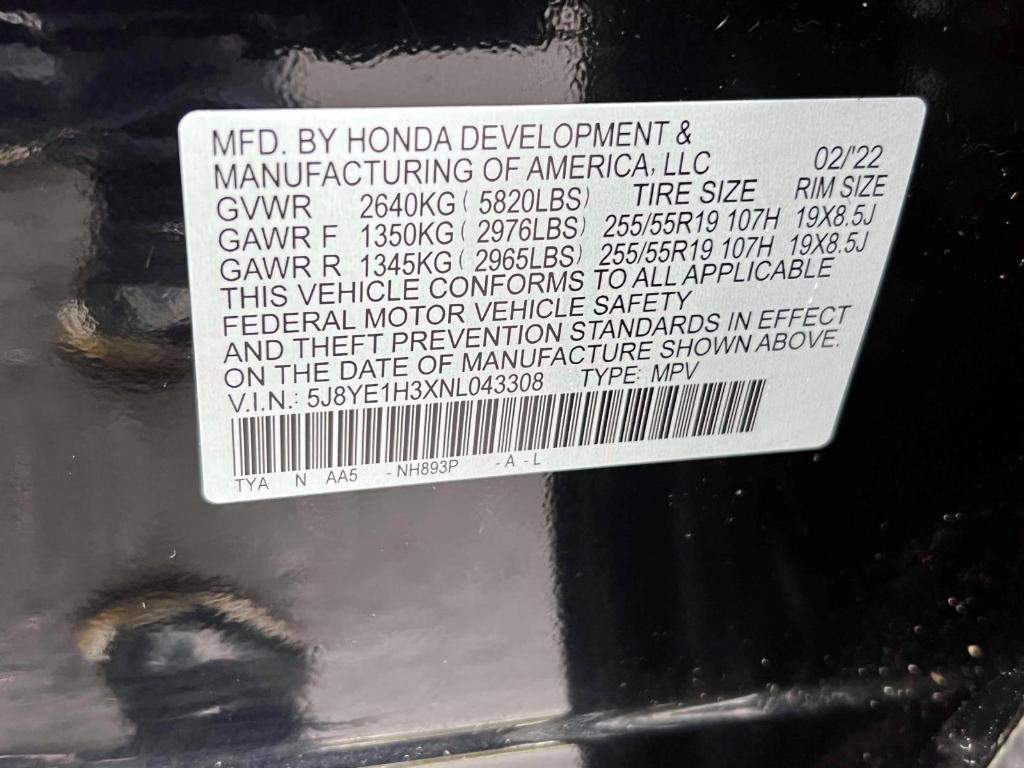 MFD. BY HONDA DEVELOPMENT &
MANUFACTURING OF AMERICA, LLC 02/'22
GVWR 2640KG ( 5820LBS) TIRE SIZE RIM SIZE
GAWR F 1350KG ( 2976LBS) 255/55R19 107H 19X8.5J
GAWR R 1345KG ( 2965LBS) 255/55R19 107H 19X8.5J
THIS VEHICLE CONFORMS TO ALL APPLICABLE
FEDERAL MOTOR VEHICLE SAFETY
AND THEFT PREVENTION STANDARDS IN EFFECT
ON THE DATE OF MANUFACTURE SHOWN ABOVE.
V.I.N.: 5J8YE1H3XNL043308 TYPE: MPV
TYA N AA5 -NH893P -A -L